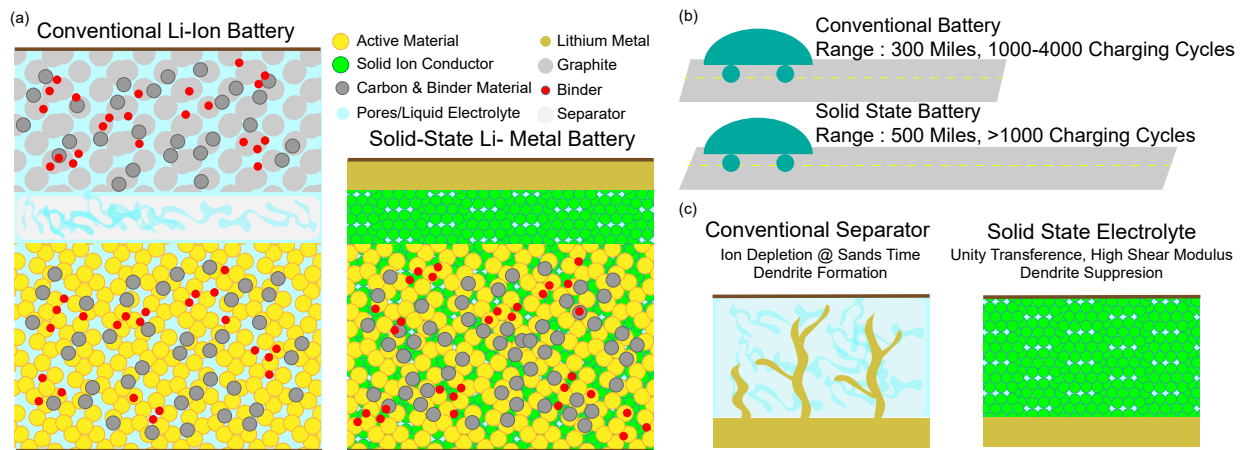 (a)
Conventional Li-Ion Battery
Active Material
Solid Ion Conductor
Carbon & Binder Material
Pores/Liquid Electrolyte
Lithium Metal
Graphite
Binder
Separator
Solid-State Li- Metal Battery
(b)
Conventional Battery
Range : 300 Miles, 1000-4000 Charging Cycles
Solid State Battery
Range : 500 Miles, >1000 Charging Cycles
(c)
Conventional Separator
Ion Depletion @ Sands Time
Dendrite Formation
Solid State Electrolyte
Unity Transference, High Shear Modulus
Dendrite Suppresion